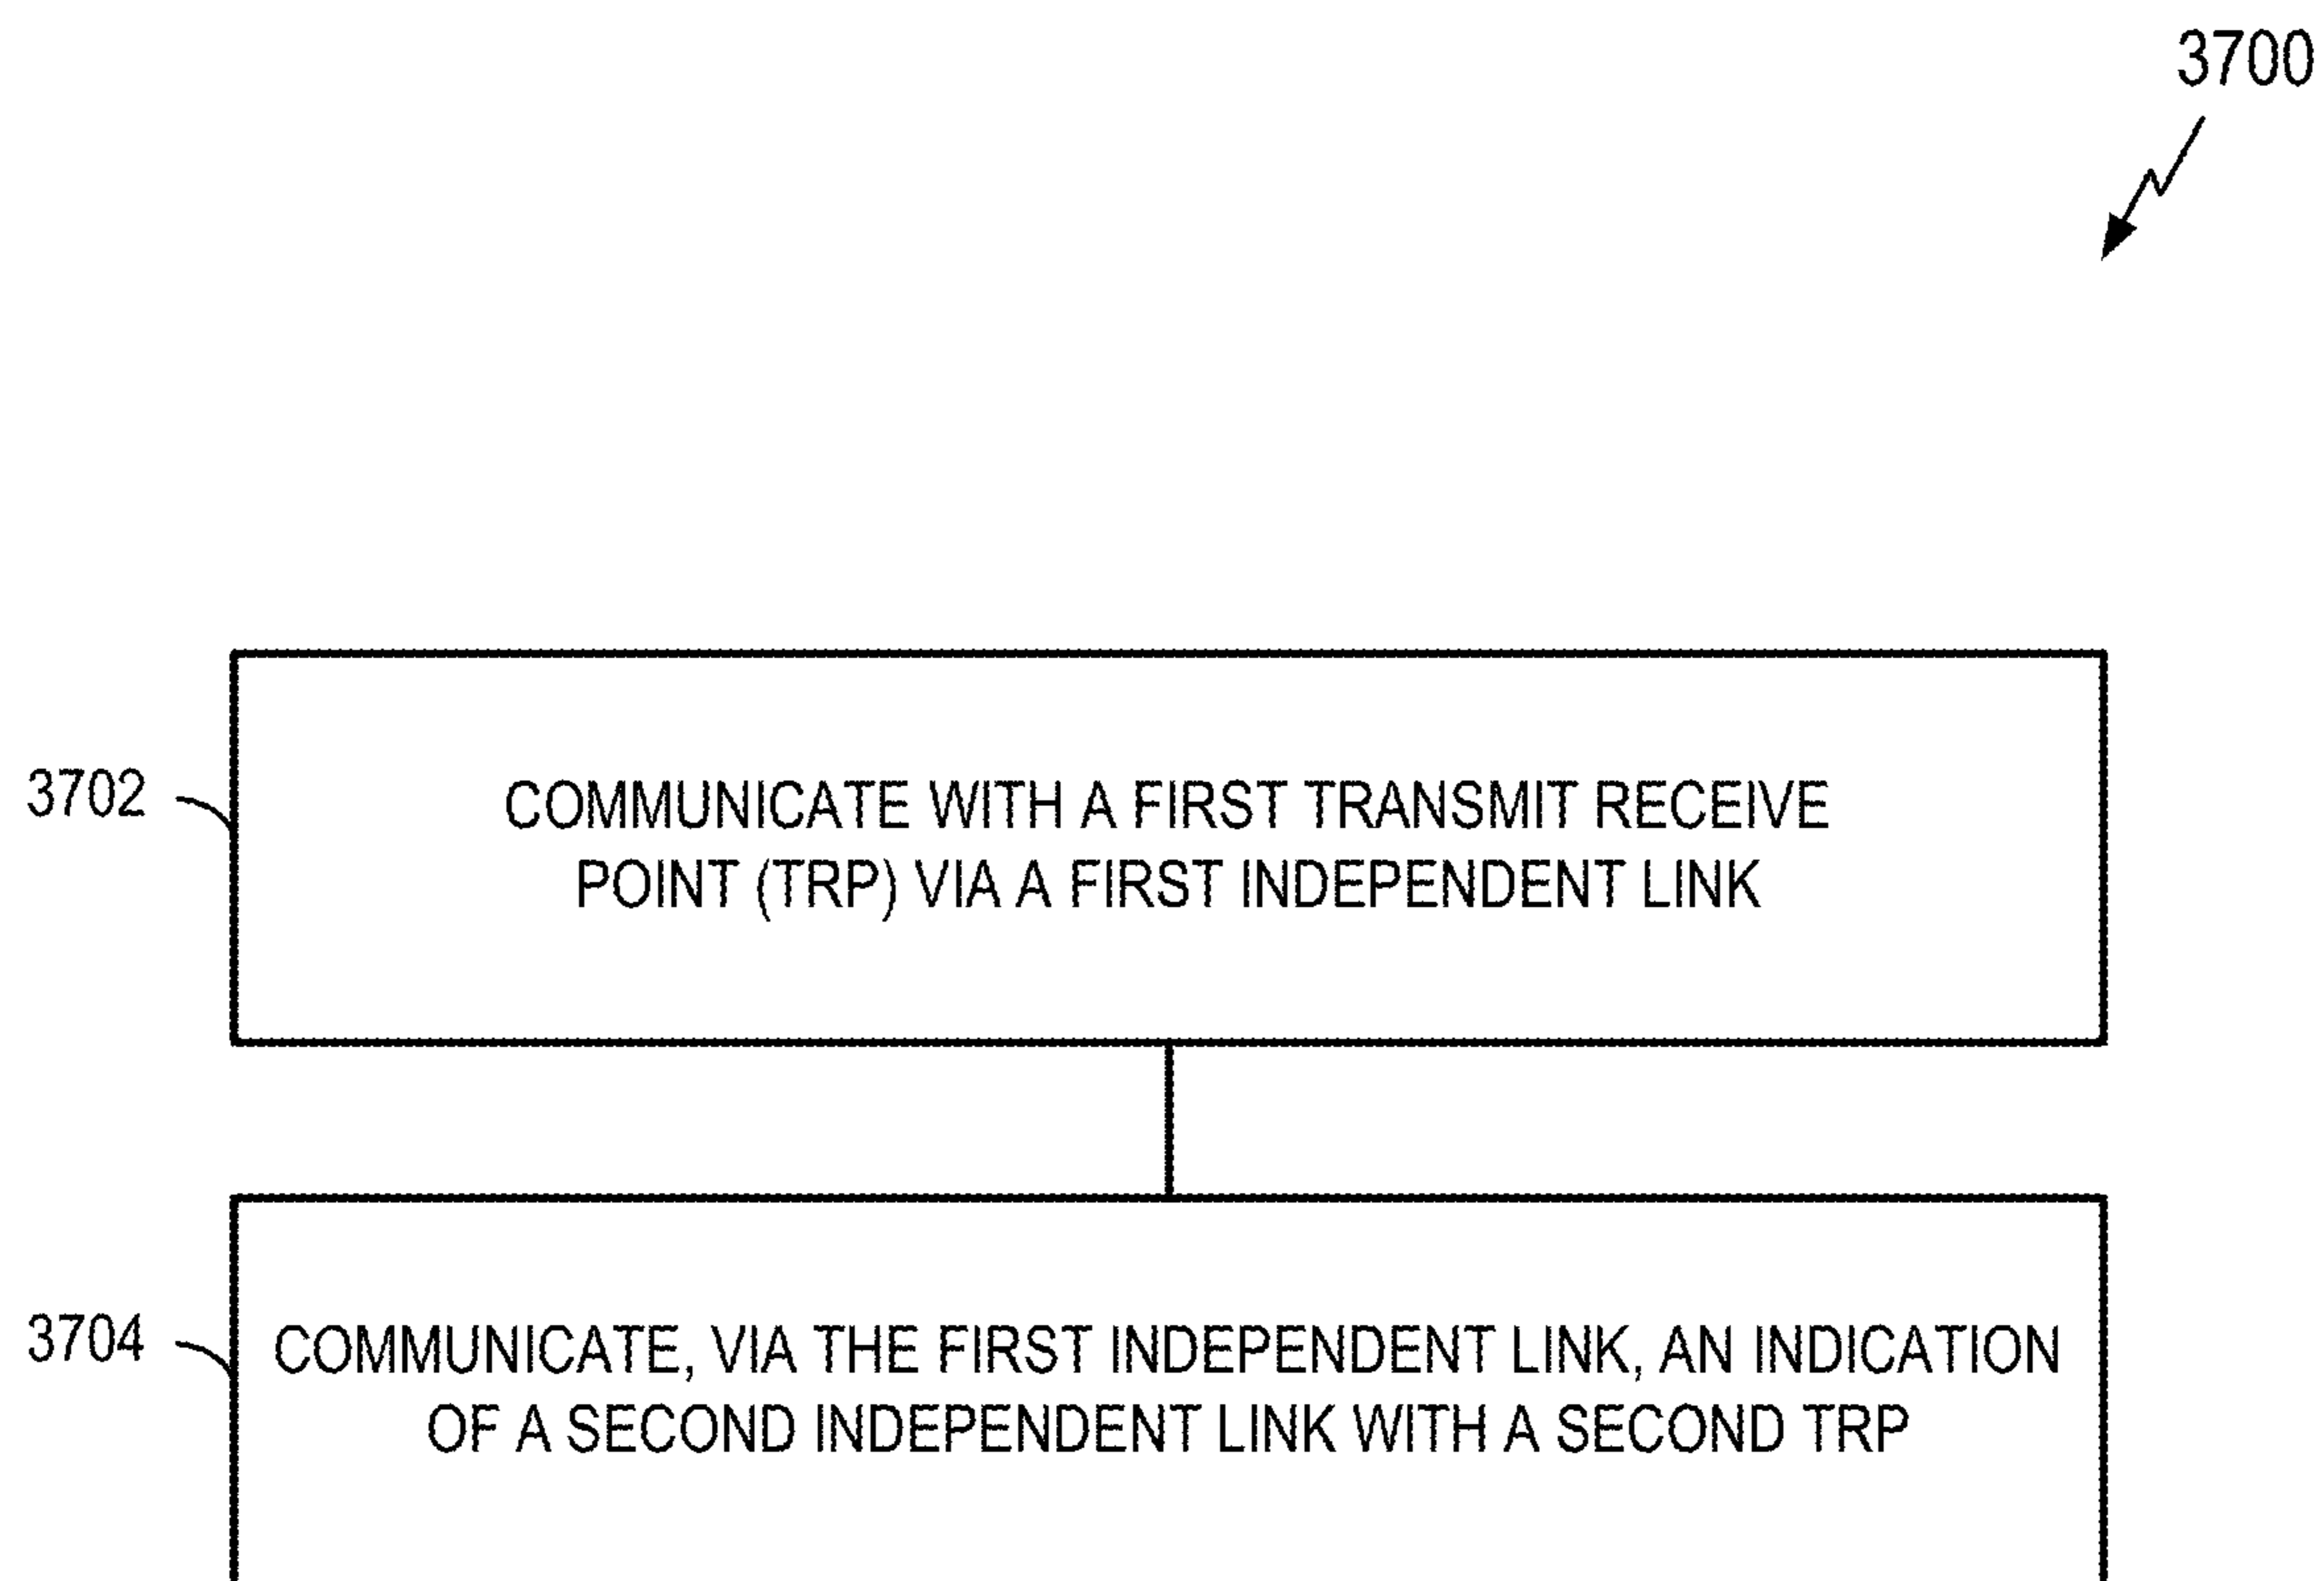 3700
3702
COMMUNICATE WITH A FIRST TRANSMIT RECEIVE
POINT (TRP) VIA A FIRST INDEPENDENT LINK
3704
COMMUNICATE, VIA THE FIRST INDEPENDENT LINK, AN INDICATION
OF A SECOND INDEPENDENT LINK WITH A SECOND TRP